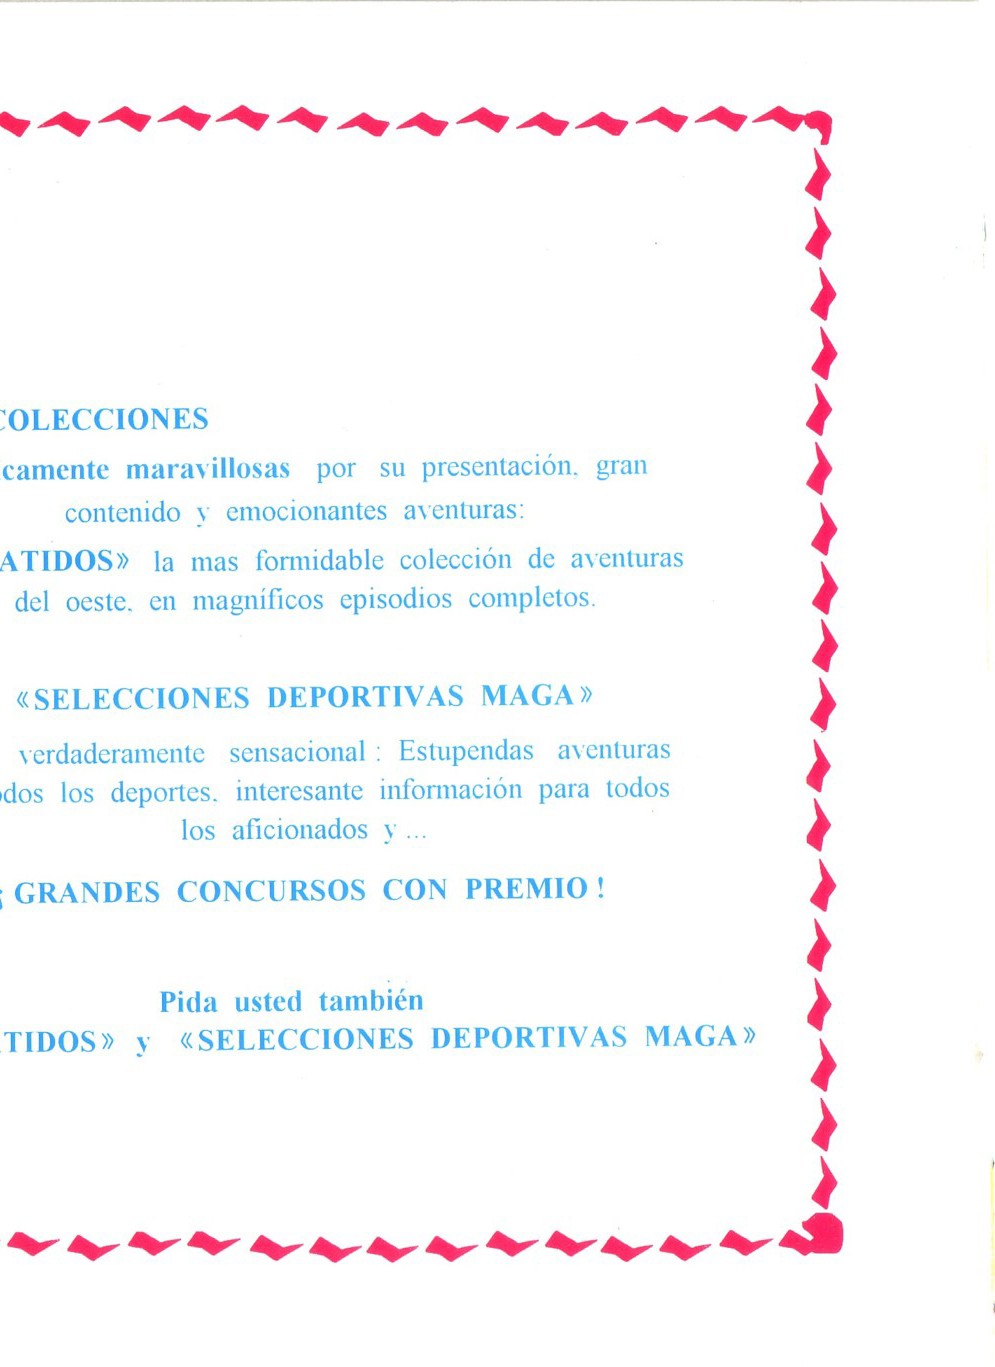 COLECCIONES
camente maravillosas por su presentación, gran
contenido y emocionantes aventuras:
ATIDOS» la mas formidable colección de aventuras
del oeste. en magníficos episodios completos.
«SELECCIONES DEPORTIVAS MAGA»
verdaderamente sensacional : Estupendas aventuras
odos los deportes. interesante información para todos
los aficionados y ...
¡ GRANDES CONCURSOS CON PREMIO !
Pida usted también
TIDOS» y «SELECCIONES DEPORTIVAS MAGA»